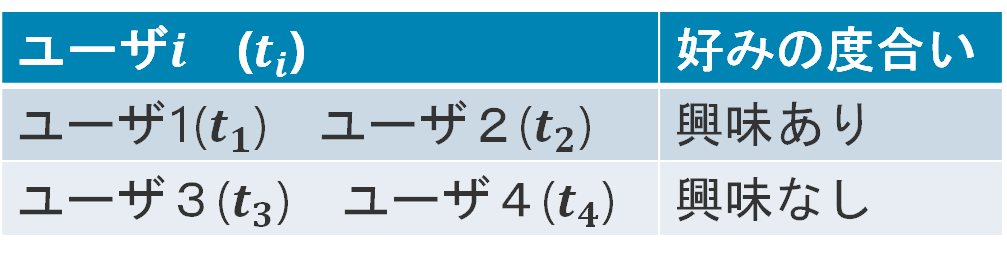 ユーザi (tᵢ) 好みの度合い
ユーザ1(t₁) ユーザ２(t₂) 興味あり
ユーザ３(t₃) ユーザ４(t₄) 興味なし